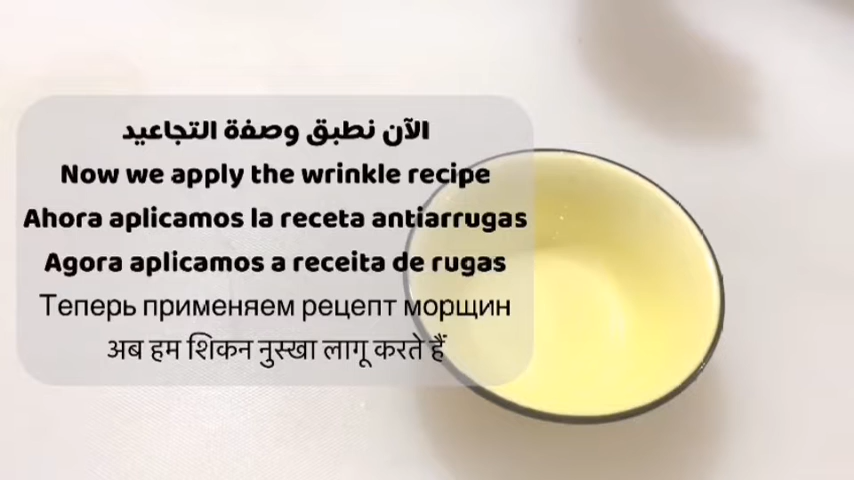 الآن نطبق وصفة التجاعيد
Now we apply the wrinkle recipe
Ahora aplicamos la receta antiarrugas
Agora aplicamos a receita de rugas
Теперь применяем рецепт морщин
अब हम शिकन नुस्खा लागू करते हैं